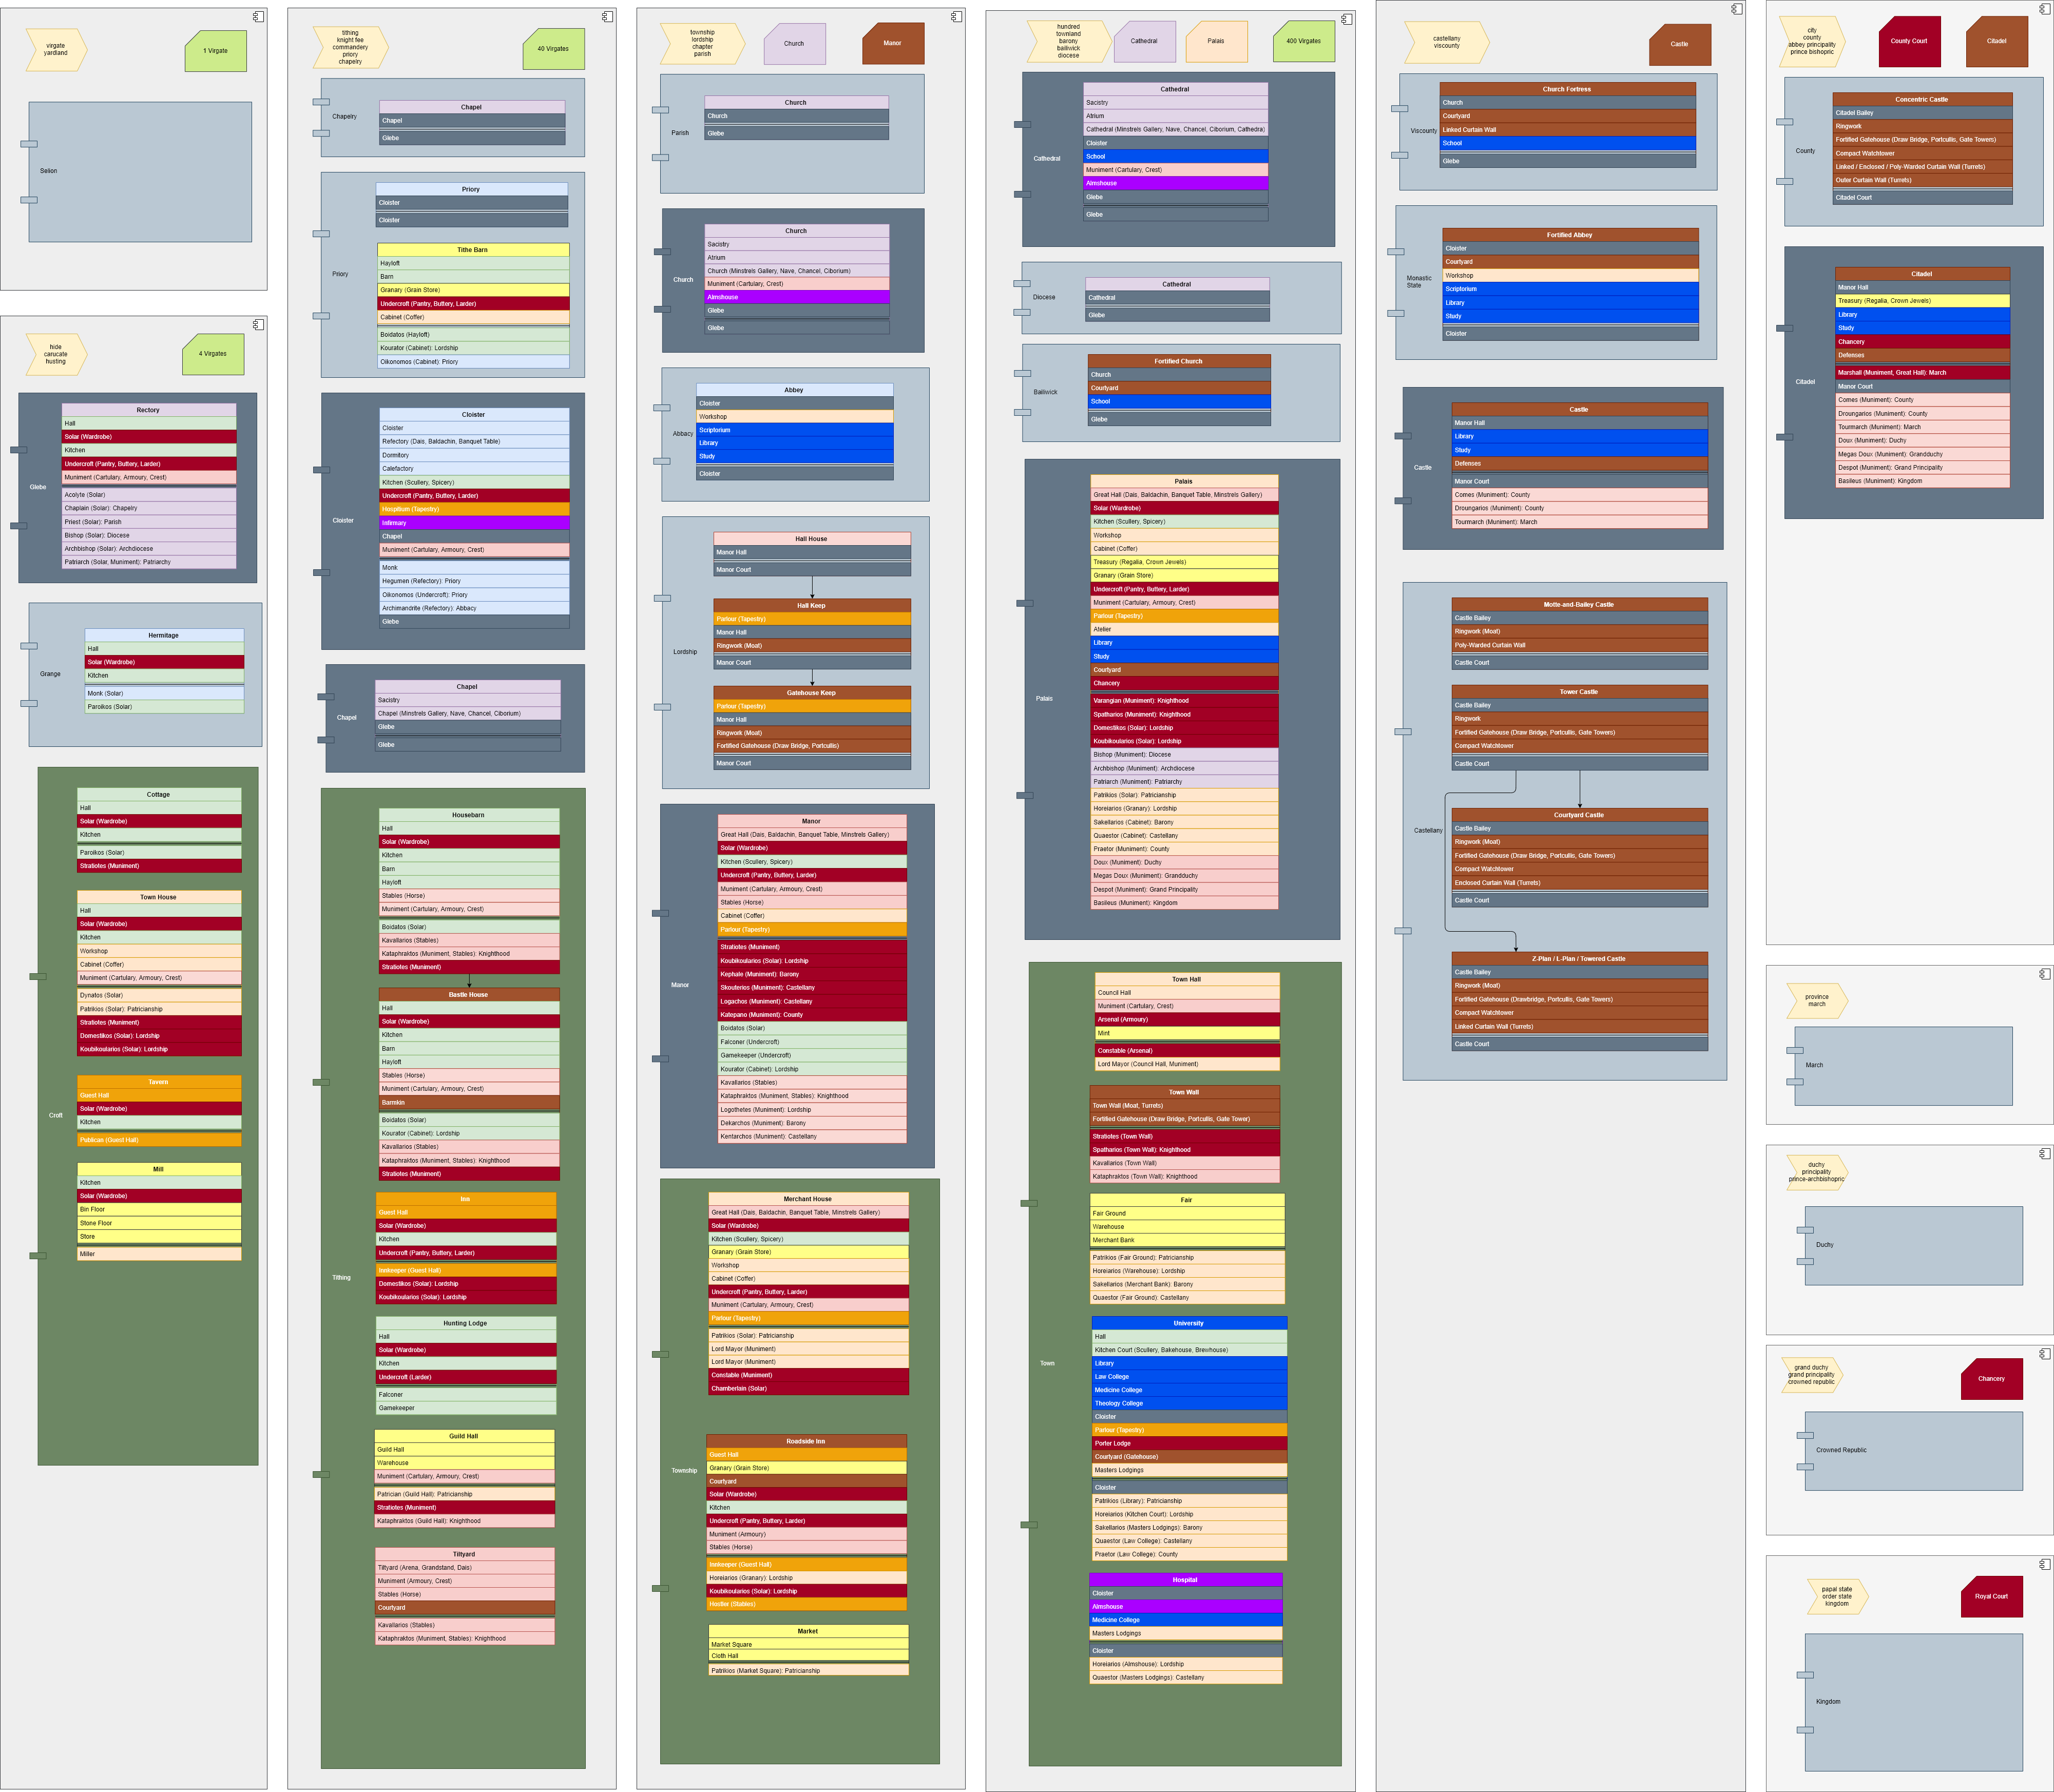 virgate
yardland
1 Virgate
Selion
hide
carucate
husting
4 Virgates
Glebe
Rectory
Hall
Solar (Wardrobe)
Kitchen
Undercroft (Pantry, Buttery, Larder)
Muniment (Cartulary, Armoury, Crest)
Acolyte (Solar)
Chaplain (Solar): Chapelry
Priest (Solar): Parish
Bishop (Solar): Diocese
Archbishop (Solar): Archdiocese
Patriarch (Solar, Muniment): Patriarchy
Grange
Hermitage
Hall
Solar (Wardrobe)
Kitchen
Monk (Solar)
Paroikos (Solar)
Croft
Cottage
Hall
Solar (Wardrobe)
Kitchen
Paroikos (Solar)
Stratiotes (Muniment)
Town House
Hall
Solar (Wardrobe)
Kitchen
Workshop
Cabinet (Coffer)
Muniment (Cartulary, Armoury, Crest)
Dynatos (Solar)
Patrikios (Solar): Patricianship
Stratiotes (Muniment)
Domestikos (Solar): Lordship
Koubikoularios (Solar): Lordship
Tavern
Guest Hall
Solar (Wardrobe)
Kitchen
Publican (Guest Hall)
Mill
Kitchen
Solar (Wardrobe)
Bin Floor
Stone Floor
Store
Miller
tithing
knight fee
commandery
priory
chapelry
40 Virgates
Chapelry
Chapel
Chapel
Glebe
Priory
Priory
Cloister
Cloister
Tithe Barn
Hayloft
Barn
Granary (Grain Store)
Undercroft (Pantry, Buttery, Larder)
Cabinet (Coffer)
Boidatos (Hayloft)
Kourator (Cabinet): Lordship
Oikonomos (Cabinet): Priory
Cloister
Cloister
Cloister
Refectory (Dais, Baldachin, Banquet Table)
Dormitory
Calefactory
Kitchen (Scullery, Spicery)
Undercroft (Pantry, Buttery, Larder)
Hospitium (Tapestry)
Infirmary
Chapel
Muniment (Cartulary, Armoury, Crest)
Monk
Hegumen (Refectory): Priory
Oikonomos (Undercroft): Priory
Archimandrite (Refectory): Abbacy
Glebe
Chapel
Chapel
Sacistry
Chapel (Minstrels Gallery, Nave, Chancel, Ciborium)
Glebe
Glebe
Tithing
Housebarn
Hall
Solar (Wardrobe)
Kitchen
Barn
Hayloft
Stables (Horse)
Muniment (Cartulary, Armoury, Crest)
Boidatos (Solar)
Kavallarios (Stables)
Kataphraktos (Muniment, Stables): Knighthood
Stratiotes (Muniment)
Bastle House
Hall
Solar (Wardrobe)
Kitchen
Barn
Hayloft
Stables (Horse)
Muniment (Cartulary, Armoury, Crest)
Barmkin
Boidatos (Solar)
Kourator (Cabinet): Lordship
Kavallarios (Stables)
Kataphraktos (Muniment, Stables): Knighthood
Stratiotes (Muniment)
Inn
Guest Hall
Solar (Wardrobe)
Kitchen
Undercroft (Pantry, Buttery, Larder)
Innkeeper (Guest Hall)
Domestikos (Solar): Lordship
Koubikoularios (Solar): Lordship
Hunting Lodge
Hall
Solar (Wardrobe)
Kitchen
Undercroft (Larder)
Falconer
Gamekeeper
Guild Hall
Guild Hall
Warehouse
Muniment (Cartulary, Armoury, Crest)
Patrician (Guild Hall): Patricianship
Stratiotes (Muniment)
Kataphraktos (Guild Hall): Knighthood
Tiltyard
Tiltyard (Arena, Grandstand, Dais)
Muniment (Armoury, Crest)
Stables (Horse)
Courtyard
Kavallarios (Stables)
Kataphraktos (Muniment, Stables): Knighthood
township
lordship
chapter
parish
Church
Manor
Parish
Church
Church
Glebe
Church
Church
Sacistry
Atrium
Church (Minstrels Gallery, Nave, Chancel, Ciborium)
Muniment (Cartulary, Crest)
Almshouse
Glebe
Glebe
Abbacy
Abbey
Cloister
Workshop
Scriptorium
Library
Study
Cloister
Lordship
Hall House
Manor Hall
Manor Court
Hall Keep
Parlour (Tapestry)
Manor Hall
Ringwork (Moat)
Manor Court
Gatehouse Keep
Parlour (Tapestry)
Manor Hall
Ringwork (Moat)
Fortified Gatehouse (Draw Bridge, Portcullis)
Manor Court
Manor
Manor
Great Hall (Dais, Baldachin, Banquet Table, Minstrels Gallery)
Solar (Wardrobe)
Kitchen (Scullery, Spicery)
Undercroft (Pantry, Buttery, Larder)
Muniment (Cartulary, Armoury, Crest)
Stables (Horse)
Cabinet (Coffer)
Parlour (Tapestry)
Stratiotes (Muniment)
Koubikoularios (Solar): Lordship
Kephale (Muniment): Barony
Skouterios (Muniment): Castellany
Logachos (Muniment): Castellany
Katepano (Muniment): County
Boidatos (Solar)
Falconer (Undercroft)
Gamekeeper (Undercroft)
Kourator (Cabinet): Lordship
Kavallarios (Stables)
Kataphraktos (Muniment, Stables): Knighthood
Logothetes (Muniment): Lordship
Dekarchos (Muniment): Barony
Kentarchos (Muniment): Castellany
Township
Merchant House
Great Hall (Dais, Baldachin, Banquet Table, Minstrels Gallery)
Solar (Wardrobe)
Kitchen (Scullery, Spicery)
Granary (Grain Store)
Workshop
Cabinet (Coffer)
Undercroft (Pantry, Buttery, Larder)
Muniment (Cartulary, Armoury, Crest)
Parlour (Tapestry)
Patrikios (Solar): Patricianship
Lord Mayor (Muniment)
Lord Mayor (Muniment)
Constable (Muniment)
Chamberlain (Solar)
Roadside Inn
Guest Hall
Granary (Grain Store)
Courtyard
Solar (Wardrobe)
Kitchen
Undercroft (Pantry, Buttery, Larder)
Muniment (Armoury)
Stables (Horse)
Innkeeper (Guest Hall)
Horeiarios (Granary): Lordship
Koubikoularios (Solar): Lordship
Hostler (Stables)
Market
Market Square
Cloth Hall
Patrikios (Market Square): Patricianship
hundred
townland
barony
bailiwick
diocese
Cathedral
Palais
400 Virgates
Cathedral
Cathedral
Sacistry
Atrium
Cathedral (Minstrels Gallery, Nave, Chancel, Ciborium, Cathedra)
Cloister
School
Muniment (Cartulary, Crest)
Almshouse
Glebe
Glebe
Diocese
Cathedral
Cathedral
Glebe
Bailiwick
Fortified Church
Church
Courtyard
School
Glebe
Palais
Palais
Great Hall (Dais, Baldachin, Banquet Table, Minstrels Gallery)
Solar (Wardrobe)
Kitchen (Scullery, Spicery)
Workshop
Cabinet (Coffer)
Treasury (Regalia, Crown Jewels)
Granary (Grain Store)
Undercroft (Pantry, Buttery, Larder)
Muniment (Cartulary, Armoury, Crest)
Parlour (Tapestry)
Atelier
Library
Study
Courtyard
Chancery
Varangian (Muniment): Knighthood
Spatharios (Muniment): Knighthood
Domestikos (Solar): Lordship
Koubikoularios (Solar): Lordship
Bishop (Muniment): Diocese
Archbishop (Muniment): Archdiocese
Patriarch (Muniment): Patriarchy
Patrikios (Solar): Patricianship
Horeiarios (Granary): Lordship
Sakellarios (Cabinet): Barony
Quaestor (Cabinet): Castellany
Praetor (Muniment): County
Doux (Muniment): Duchy
Megas Doux (Muniment): Grandduchy
Despot (Muniment): Grand Principality
Basileus (Muniment): Kingdom
Town
Town Hall
Council Hall
Muniment (Cartulary, Crest)
Arsenal (Armoury)
Mint
Constable (Arsenal)
Lord Mayor (Council Hall, Muniment)
Town Wall
Town Wall (Moat, Turrets)
Fortified Gatehouse (Draw Bridge, Portcullis, Gate Tower)
Stratiotes (Town Wall)
Spatharios (Town Wall): Knighthood
Kavallarios (Town Wall)
Kataphraktos (Town Wall): Knighthood
Fair
Fair Ground
Warehouse
Merchant Bank
Patrikios (Fair Ground): Patricianship
Horeiarios (Warehouse): Lordship
Sakellarios (Merchant Bank): Barony
Quaestor (Fair Ground): Castellany
University
Hall
Kitchen Court (Scullery, Bakehouse, Brewhouse)
Library
Law College
Medicine College
Theology College
Cloister
Parlour (Tapestry)
Porter Lodge
Courtyard (Gatehouse)
Masters Lodgings
Cloister
Patrikios (Library): Patricianship
Horeiarios (Kitchen Court): Lordship
Sakellarios (Masters Lodgings): Barony
Quaestor (Law College): Castellany
Praetor (Law College): County
Hospital
Cloister
Almshouse
Medicine College
Masters Lodgings
Cloister
Horeiarios (Almshouse): Lordship
Quaestor (Masters Lodgings): Castellany
castellany
viscounty
Castle
Viscounty
Church Fortress
Church
Courtyard
Linked Curtain Wall
School
Glebe
Monastic
State
Fortified Abbey
Cloister
Courtyard
Workshop
Scriptorium
Library
Study
Cloister
Castle
Castle
Manor Hall
Library
Study
Defenses
Manor Court
Comes (Muniment): County
Droungarios (Muniment): County
Tourmarch (Muniment): March
Castellany
Motte-and-Bailey Castle
Castle Bailey
Ringwork (Moat)
Poly-Warded Curtain Wall
Castle Court
Tower Castle
Castle Bailey
Ringwork
Fortified Gatehouse (Draw Bridge, Portcullis, Gate Towers)
Compact Watchtower
Castle Court
Courtyard Castle
Castle Bailey
Ringwork (Moat)
Fortified Gatehouse (Draw Bridge, Portcullis, Gate Towers)
Compact Watchtower
Enclosed Curtain Wall (Turrets)
Castle Court
Z-Plan / L-Plan / Towered Castle
Castle Bailey
Ringwork (Moat)
Fortified Gatehouse (Drawbridge, Portcullis, Gate Towers)
Compact Watchtower
Linked Curtain Wall (Turrets)
Castle Court
city
county
abbey principality
prince bishopric
County Court
Citadel
County
Concentric Castle
Citadel Bailey
Ringwork
Fortified Gatehouse (Draw Bridge, Portcullis, Gate Towers)
Compact Watchtower
Linked / Enclosed / Poly-Warded Curtain Wall (Turrets)
Outer Curtain Wall (Turrets)
Citadel Court
Citadel
Citadel
Manor Hall
Treasury (Regalia, Crown Jewels)
Library
Study
Chancery
Defenses
Marshall (Muniment, Great Hall): March
Manor Court
Comes (Muniment): County
Droungarios (Muniment): County
Tourmarch (Muniment): March
Doux (Muniment): Duchy
Megas Doux (Muniment): Grandduchy
Despot (Muniment): Grand Principality
Basileus (Muniment): Kingdom
province
march
March
duchy
principality
prince-archbishopric
Duchy
grand duchy
grand principality
crowned republic
Chancery
Crowned Republic
papal state
order state
kingdom
Royal Court
Kingdom